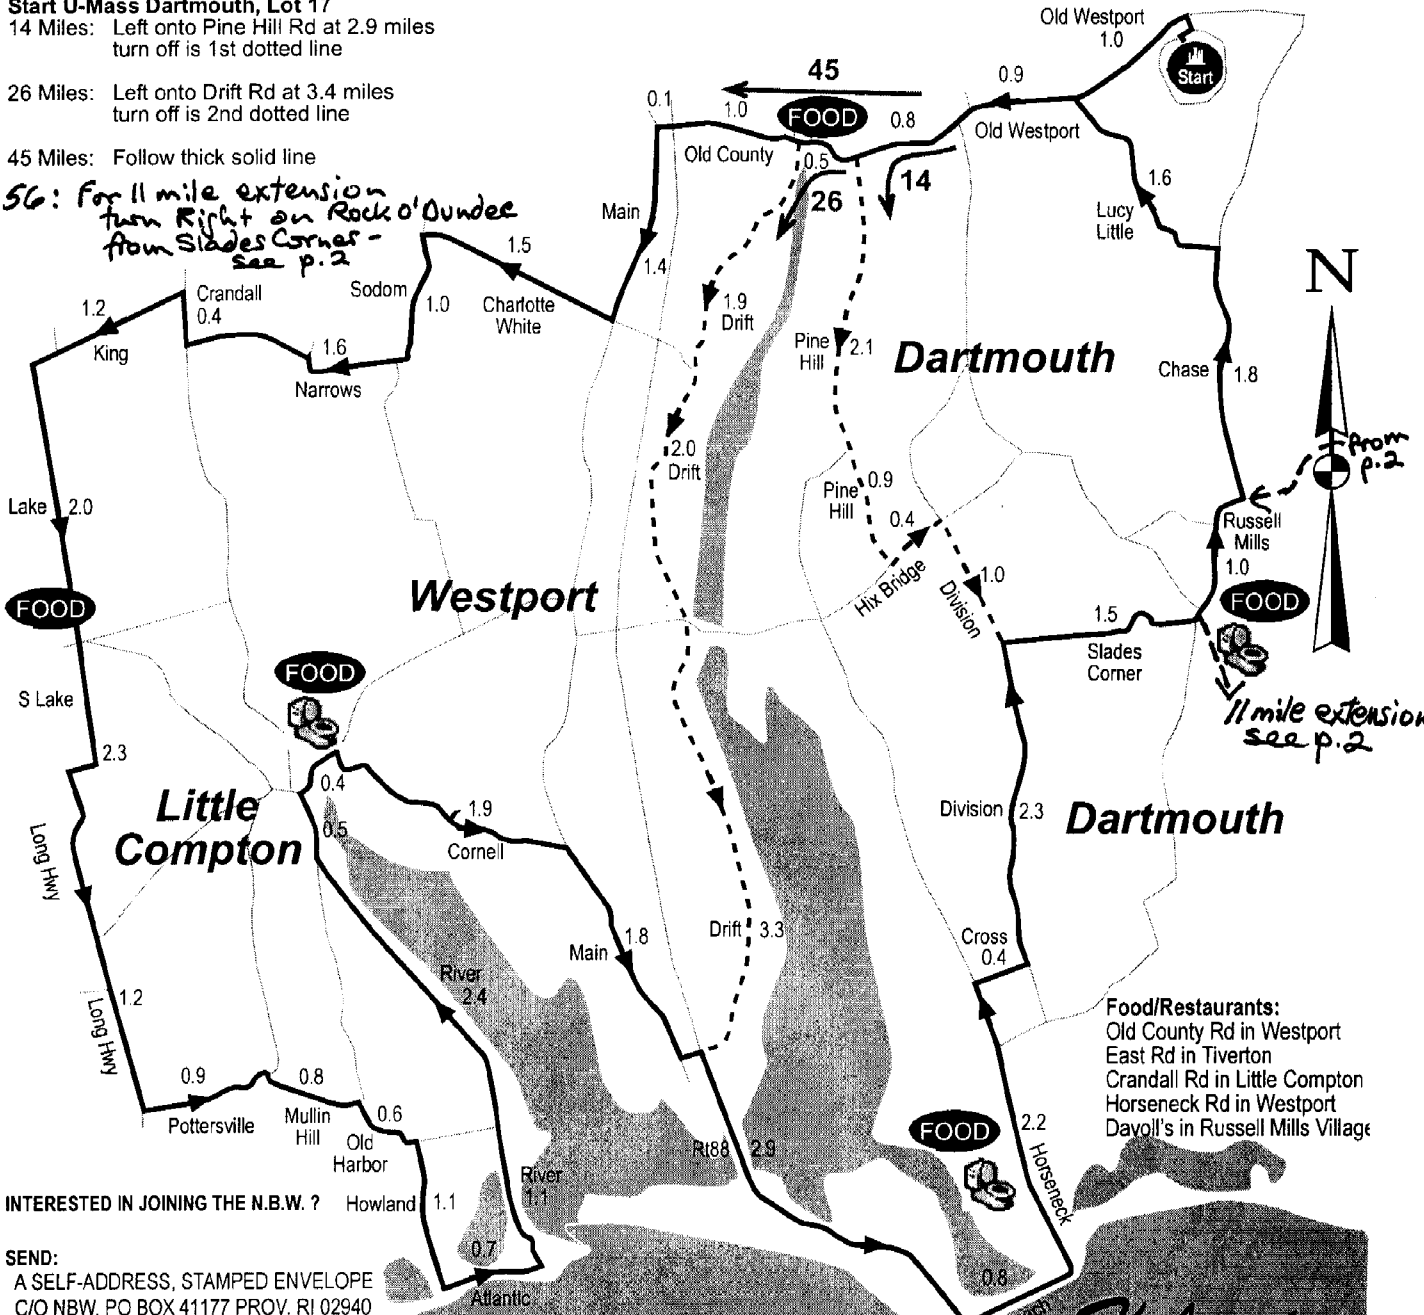 Start U-Mass Dartmouth, Lot 17
14 Miles: Left onto Pine Hill Rd at 2.9 miles
turn off is 1st dotted line
26 Miles: Left onto Drift Rd at 3.4 miles
turn off is 2nd dotted line
45 Miles: Follow thick solid line
56: For 11 mile extension
turn Right on Rock o'Dundee
from Slades Corner -
see p.2
Old Westport
1.0
Start
45
0.9
0.1
1.0
FOOD
0.8
Old Westport
Old County
0.5
14
26
1.6
Lucy
Little
Main
1.4
N
1.5
Charlotte
White
Sodom
1.0
Crandall
0.4
1.2
King
1.6
Narrows
1.9
Drift
Pine
Hill
2.1
Dartmouth
Chase
1.8
from
p.2
2.0
Drift
Pine
Hill
0.9
0.4
Hix Bridge
Lake
2.0
Russell
Mills
1.0
FOOD
FOOD
Westport
1.0
Division
1.5
Slades
Corner
11 mile extension
see p.2
S Lake
FOOD
2.3
0.4
0.5
Little
Compton
1.9
Cornell
Division
2.3
Dartmouth
Long Hwy
Main
1.8
Drift
3.3
Cross
0.4
River
2.4
1.2
Long Hwy
Food/Restaurants:
Old County Rd in Westport
East Rd in Tiverton
Crandall Rd in Little Compton
Horseneck Rd in Westport
Davoll's in Russell Mills Village
0.9
Pottersville
0.8
Mullin
Hill
0.6
Old
Harbor
Rt88
2.9
FOOD
2.2
Horseneck
River
1.1
INTERESTED IN JOINING THE N.B.W. ?
Howland
1.1
0.7
Atlantic
0.8
SEND:
A SELF-ADDRESS, STAMPED ENVELOPE
C/O NBW, PO BOX 41177 PROV. RI 02940